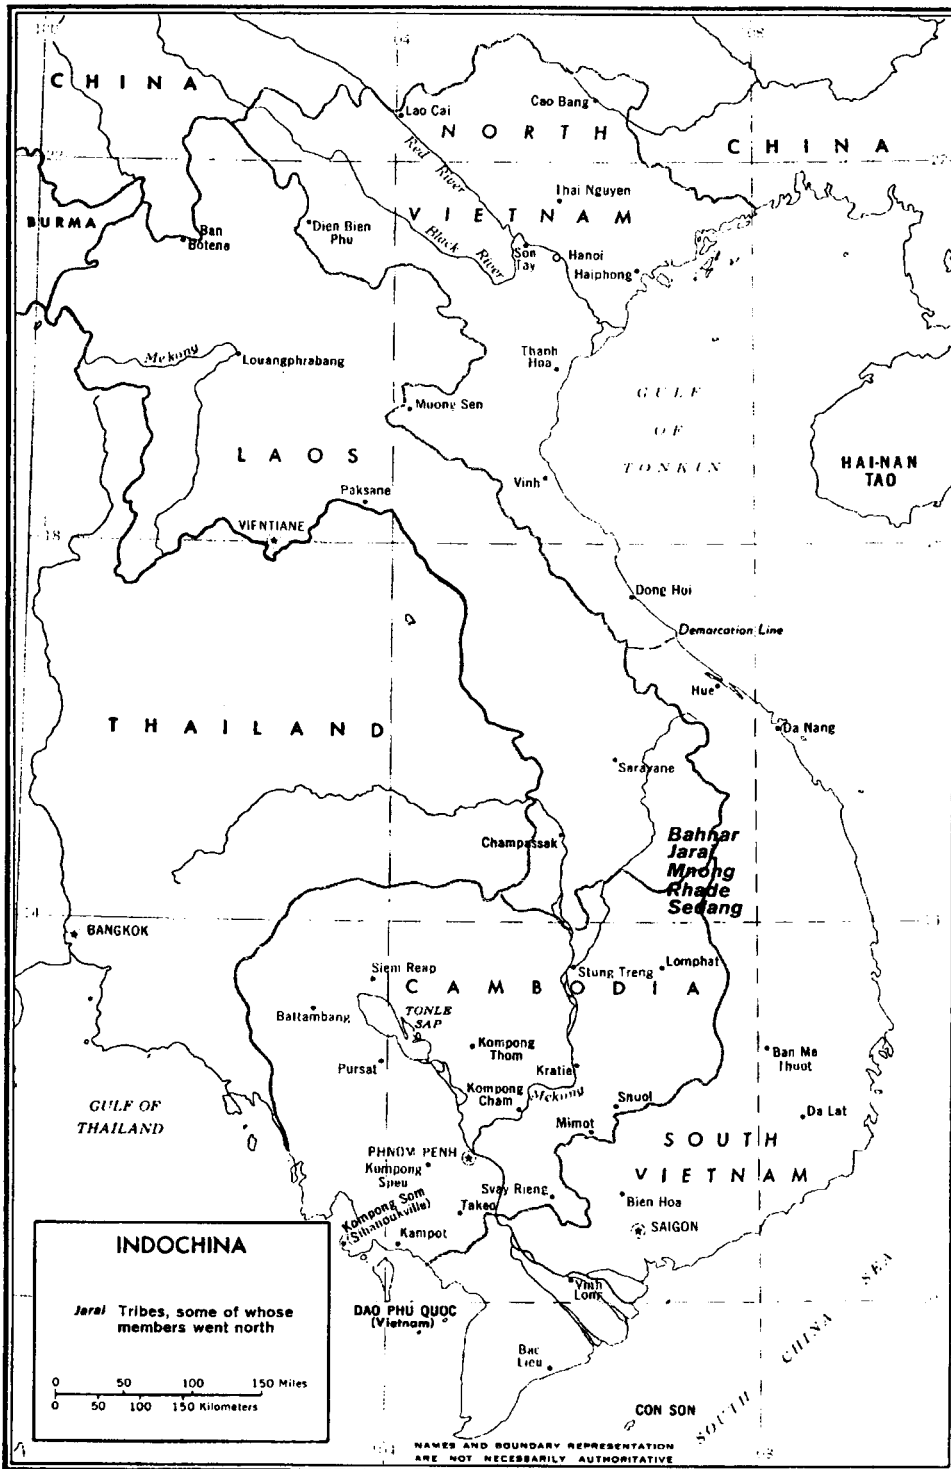 CHINA
Lao Cai
Cao Bang
NORTH
CHINA
Red River
22
Thai Nguyen
VIETNAM
BURMA
Ban
Botene
Dien Bien
Phu
Black River
Son
Tay
Hanoi
Haiphong
Mekong
Louangphrabang
Thanh
Hoa
GULF
OF
TONKIN
Muong Sen
LAOS
HAI-NAN
TAO
Vinh
Paksane
VIENTIANE
18
Dong Hoi
Demarcation Line
Hue
THAILAND
Da Nang
Saravane
Champassak
Bahnar
Jarai
Mnong
Rhade
Sedang
BANGKOK
Siem Reap
Stung Treng
Lomphat
CAMBODIA
Battambang
TONLE
SAP
Kompong
Thom
Pursat
Kratie
Ban Me
Thuot
Kompong
Cham
Mekong
Snuol
GULF OF
THAILAND
Mimot
Da Lat
SOUTH
VIETNAM
PHNOM PENH
Kompong
Speu
Svay Rieng
Bien Hoa
Kompong Som
(Sihanoukville)
Takeo
SAIGON
Kampot
INDOCHINA
Jarai Tribes, some of whose
members went north
Vinh
Long
DAO PHU QUOC
(Vietnam)
Bac
Lieu
0 50 100 150 Miles
0 50 100 150 Kilometers
CON SON
SOUTH CHINA SEA
NAMES AND BOUNDARY REPRESENTATION
ARE NOT NECESSARILY AUTHORITATIVE